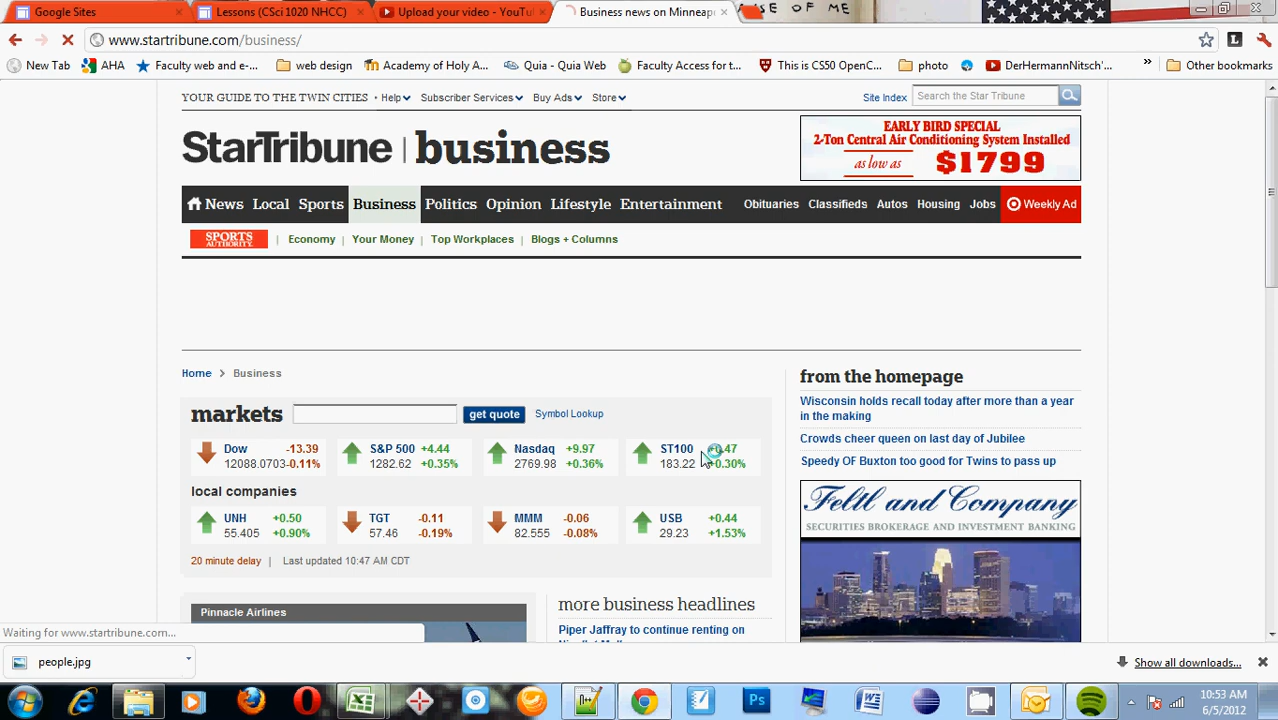 Google Sites
Lessons (CSci 1020 NHCC)
Upload your video - YouTu
Business news on Minneap
USE OF ME
www.startribune.com/business/
New Tab
AHA
Faculty web and e-...
web design
Academy of Holy A...
Quia - Quia Web
Faculty Access for t...
This is CS50 OpenC...
photo
DerHermannNitsch'...
Other bookmarks
YOUR GUIDE TO THE TWIN CITIES • Help Subscriber Services Buy Ads Store
Site Index
Search the Star Tribune
StarTribune | business
EARLY BIRD SPECIAL
2-Ton Central Air Conditioning System Installed
as low as $1799
News Local Sports Business Politics Opinion Lifestyle Entertainment Obituaries Classifieds Autos Housing Jobs Weekly Ad
SPORTS AUTHORITY | Economy | Your Money | Top Workplaces | Blogs + Columns
Home > Business
markets
get quote
Symbol Lookup
Dow -13.39
12088.0703 -0.11%
S&P 500 +4.44
1282.62 +0.35%
Nasdaq +9.97
2769.98 +0.36%
ST100 +0.47
183.22 +0.30%
local companies
UNH +0.50
55.405 +0.90%
TGT -0.11
57.46 -0.19%
MMM -0.06
82.555 -0.08%
USB +0.44
29.23 +1.53%
20 minute delay | Last updated 10:47 AM CDT
from the homepage
Wisconsin holds recall today after more than a year
in the making
Crowds cheer queen on last day of Jubilee
Speedy OF Buxton too good for Twins to pass up
Feltl and Company
SECURITIES BROKERAGE AND INVESTMENT BANKING
Pinnacle Airlines
more business headlines
Piper Jaffray to continue renting on
Waiting for www.startribune.com...
people.jpg
Show all downloads...
Ps
10:53 AM
6/5/2012